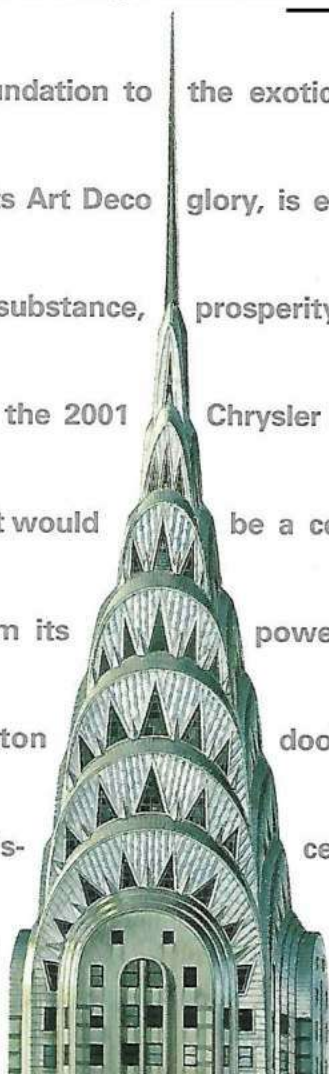 undation to the exotic
s Art Deco glory, is e
substance, prosperity
the 2001 Chrysler
t would be a ce
m its powe
ton doo
s- ce